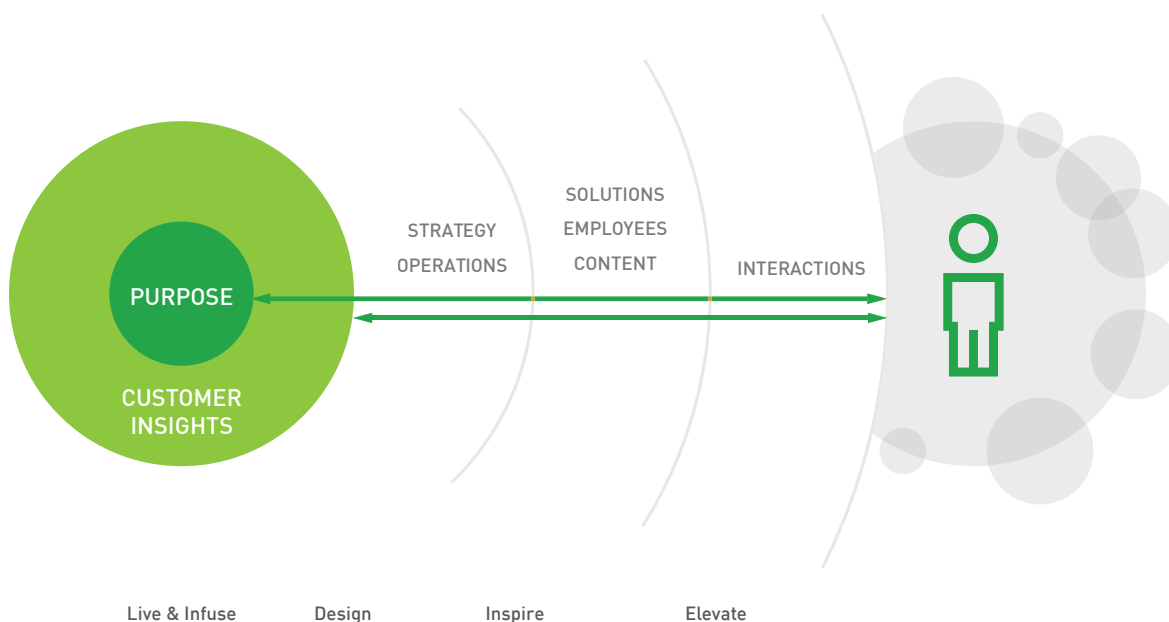 PURPOSE
CUSTOMER
INSIGHTS
STRATEGY
OPERATIONS
SOLUTIONS
EMPLOYEES
CONTENT
INTERACTIONS
Live & Infuse
Design
Inspire
Elevate